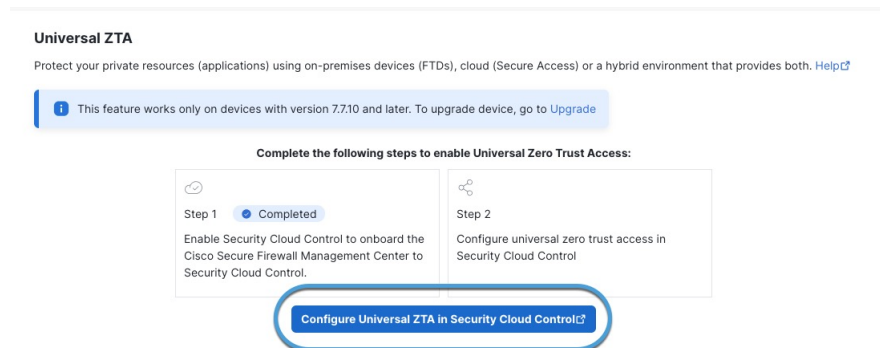 Universal ZTA
Protect your private resources (applications) using on-premises devices (FTDs), cloud (Secure Access) or a hybrid environment that provides both. Help
This feature works only on devices with version 7.7.10 and later. To upgrade device, go to Upgrade
Complete the following steps to enable Universal Zero Trust Access:
Step 1 Completed
Enable Security Cloud Control to onboard the
Cisco Secure Firewall Management Center to
Security Cloud Control.
Step 2
Configure universal zero trust access in
Security Cloud Control
Configure Universal ZTA in Security Cloud Control